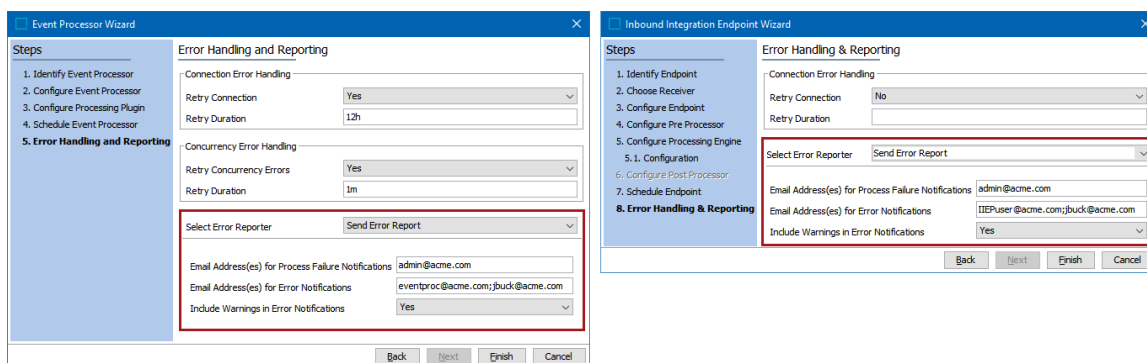 Event Processor Wizard
Steps
1. Identify Event Processor
2. Configure Event Processor
3. Configure Processing Plugin
4. Schedule Event Processor
5. Error Handling and Reporting
Error Handling and Reporting
Connection Error Handling
Retry Connection Yes
Retry Duration 12h
Concurrency Error Handling
Retry Concurrency Errors Yes
Retry Duration 1m
Select Error Reporter Send Error Report
Email Address(es) for Process Failure Notifications admin@acme.com
Email Address(es) for Error Notifications eventproc@acme.com;jbuck@acme.com
Include Warnings in Error Notifications Yes
Back Next Finish Cancel
Inbound Integration Endpoint Wizard
Steps
1. Identify Endpoint
2. Choose Receiver
3. Configure Endpoint
4. Configure Pre Processor
5. Configure Processing Engine
5.1. Configuration
6. Configure Post Processor
7. Schedule Endpoint
8. Error Handling & Reporting
Error Handling & Reporting
Connection Error Handling
Retry Connection No
Retry Duration
Select Error Reporter Send Error Report
Email Address(es) for Process Failure Notifications admin@acme.com
Email Address(es) for Error Notifications IIEPuser@acme.com;jbuck@acme.com
Include Warnings in Error Notifications Yes
Back Next Finish Cancel